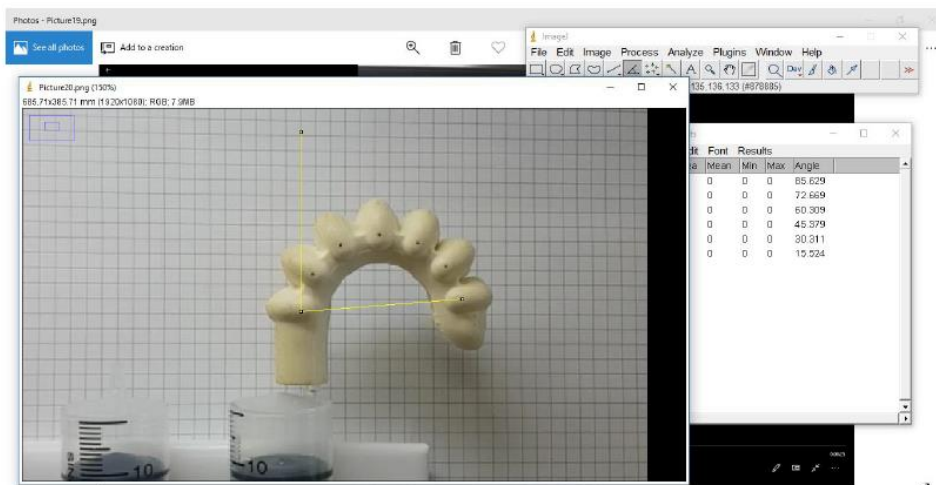 Photos - Picture19.png
See all photos
Add to a creation
ImageJ
File Edit Image Process Analyze Plugins Window Help
Dev
135,136,133 (#878885)
Picture20.png (150%)
685.71x385.71 mm (1920x1080); RGB; 7.9MB
Font Results
Mean Min Max Angle
0 0 0 85.629
0 0 0 72.669
0 0 0 60.309
0 0 0 45.379
0 0 0 30.311
0 0 0 15.524
10
10